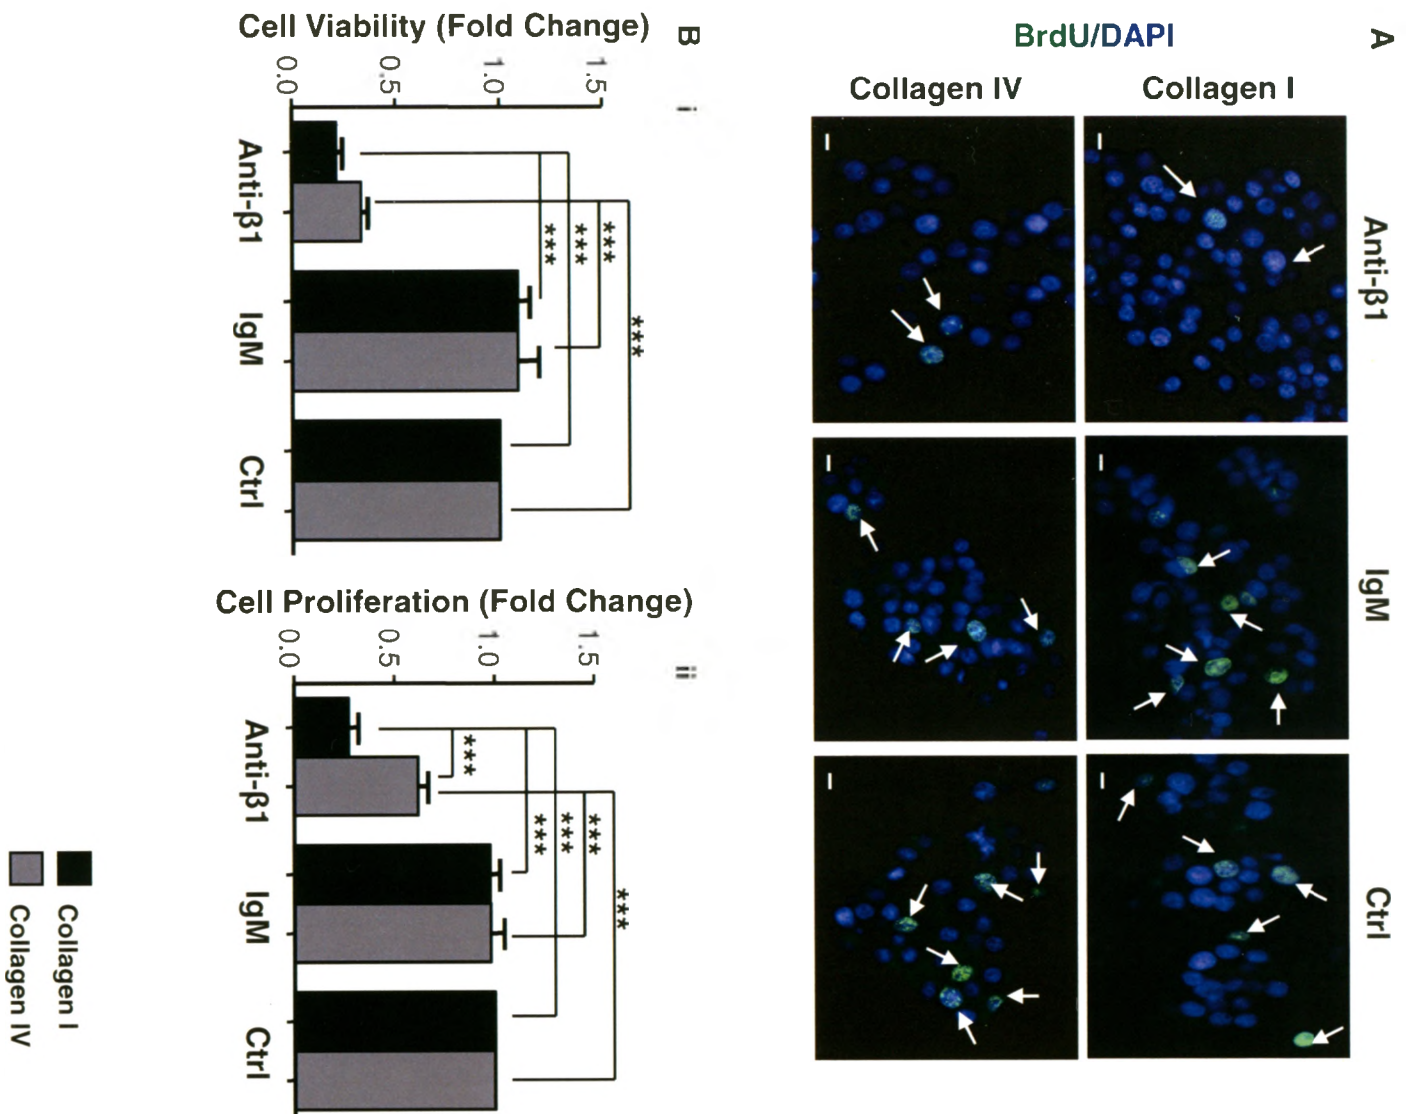 A
Anti-β1
IgM
Ctrl
BrdU/DAPI
Collagen I
Collagen IV
B
i
Cell Viability (Fold Change)
1.5
1.0
0.5
0.0
***
***
***
***
Anti-β1
IgM
Ctrl
ii
Cell Proliferation (Fold Change)
1.5
1.0
0.5
0.0
***
***
***
***
***
Anti-β1
IgM
Ctrl
Collagen I
Collagen IV